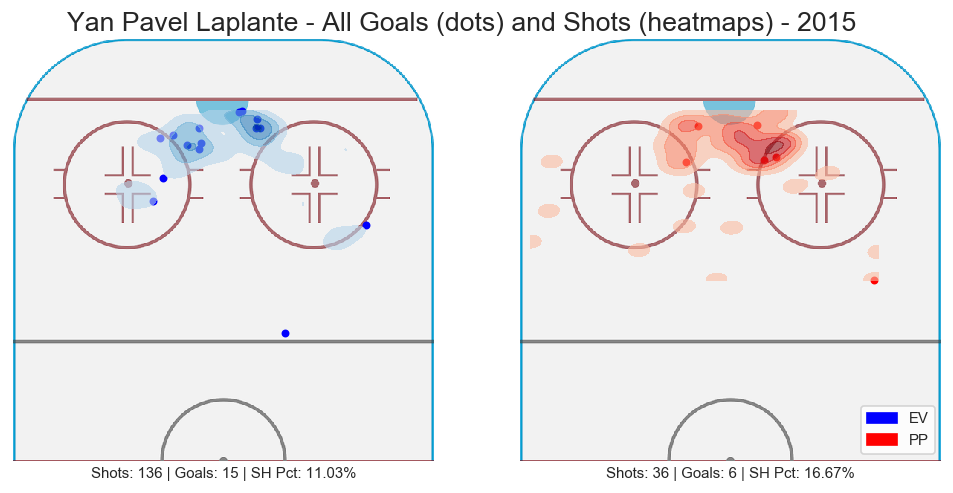 Yan Pavel Laplante - All Goals (dots) and Shots (heatmaps) - 2015
EV
PP
Shots: 136 | Goals: 15 | SH Pct: 11.03%
Shots: 36 | Goals: 6 | SH Pct: 16.67%